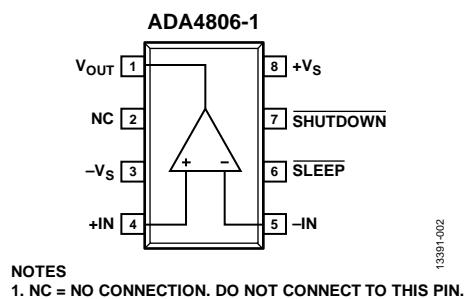 ADA4806-1
VOUT 1
8 +VS
NC 2
7 SHUTDOWN
–VS 3
6 SLEEP
+ –
+IN 4
5 –IN
13391-002
NOTES
1. NC = NO CONNECTION. DO NOT CONNECT TO THIS PIN.